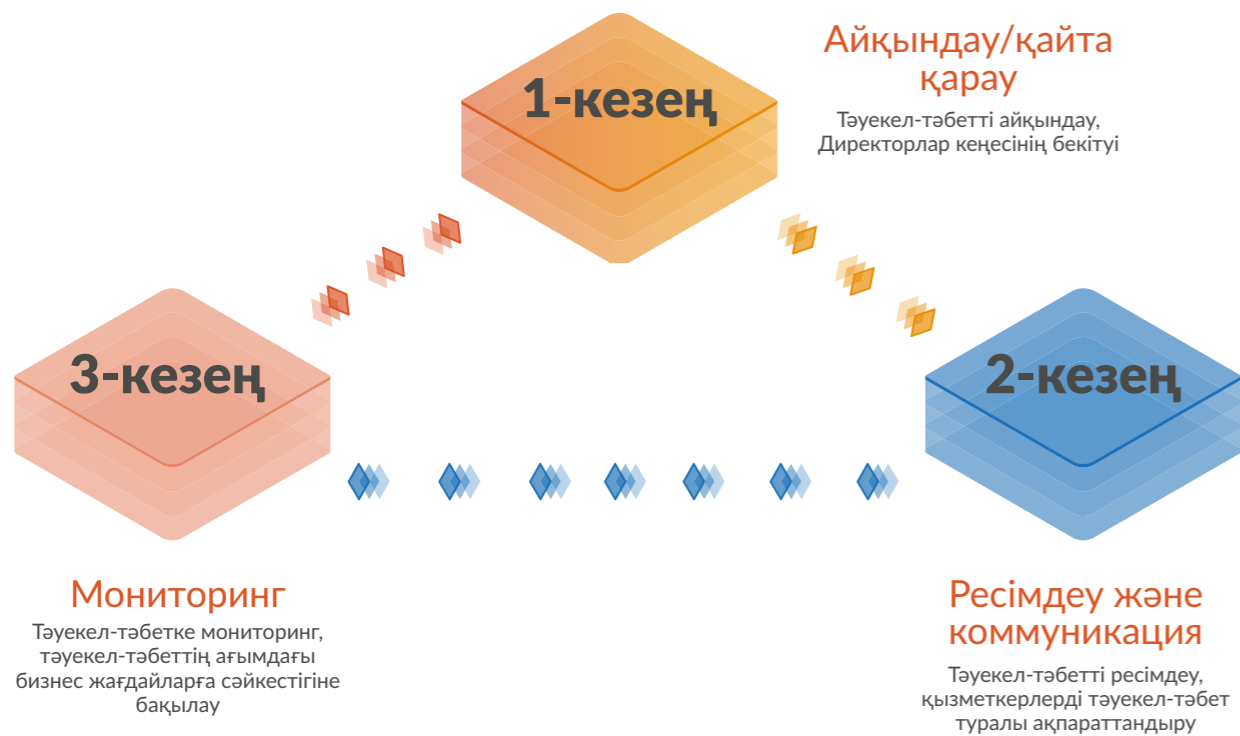 1-кезең
Айқындау/қайта
қарау
Тәуекел-тәбетті айқындау,
Директорлар кеңесінің бекітуі
3-кезең
2-кезең
Мониторинг
Тәуекел-тәбетке мониторинг,
тәуекел-тәбеттің ағымдағы
бизнес жағдайларға сәйкестігіне
бақылау
Ресімдеу және
коммуникация
Тәуекел-тәбетті ресімдеу,
қызметкерлерді тәуекел-тәбет
туралы ақпараттандыру